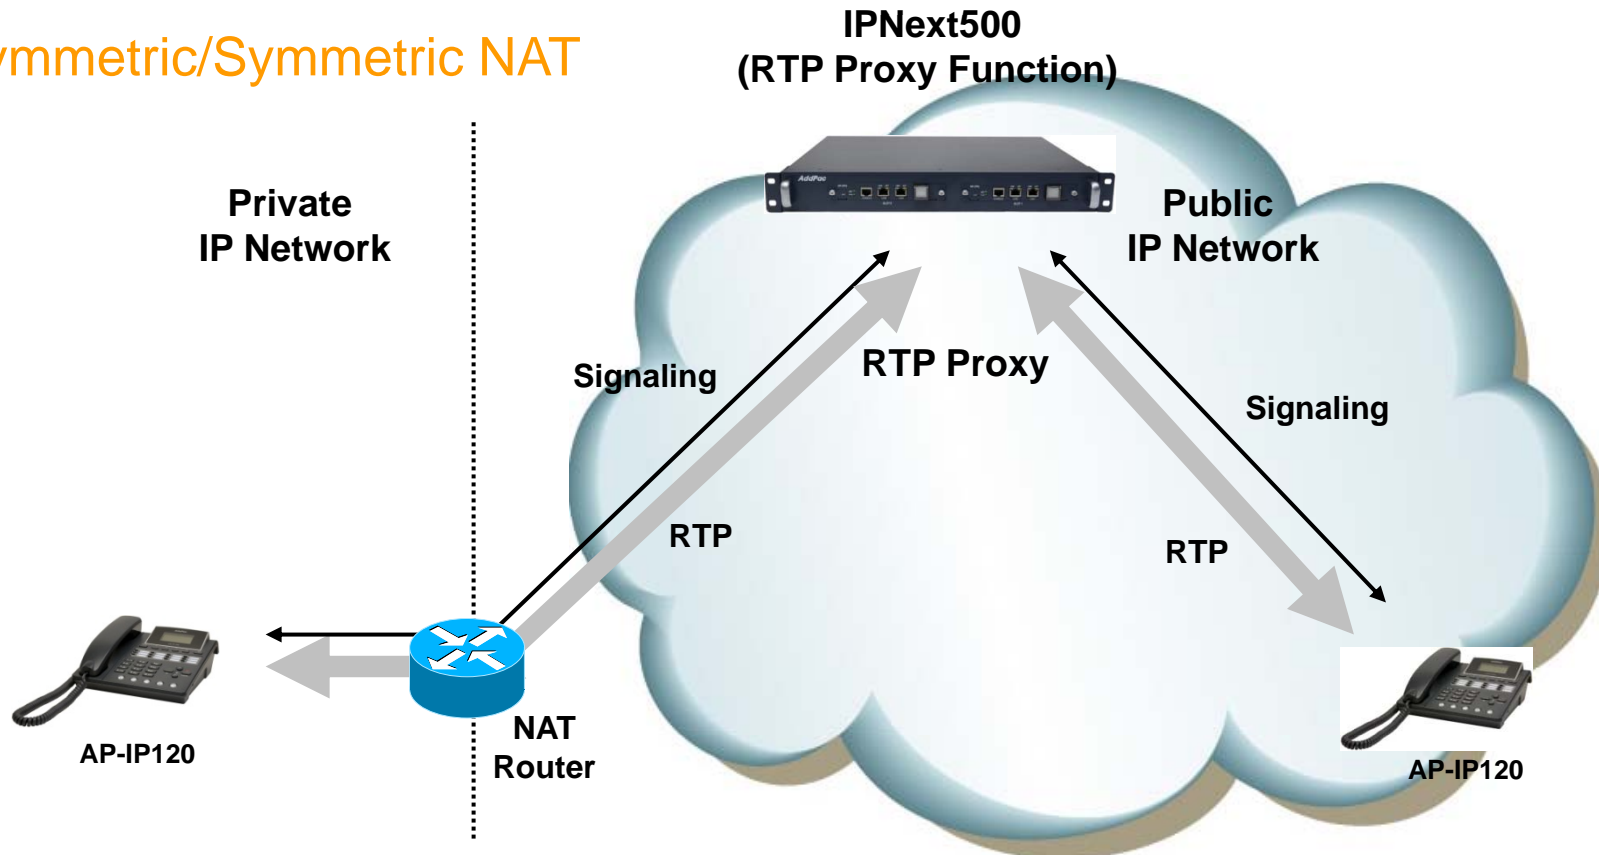 IPNext500
(RTP Proxy Function)
ymmetric/Symmetric NAT
AddPac
Private
IP Network
Public
IP Network
RTP Proxy
Signaling
Signaling
RTP
RTP
NAT
Router
AP-IP120
AP-IP120